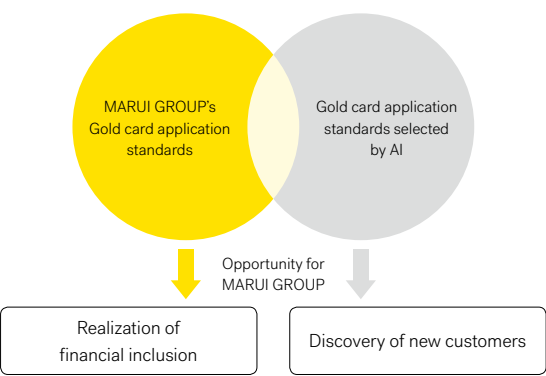 MARUI GROUP's
Gold card application
standards
Gold card application
standards selected
by AI
Opportunity for
MARUI GROUP
Realization of
financial inclusion
Discovery of new customers